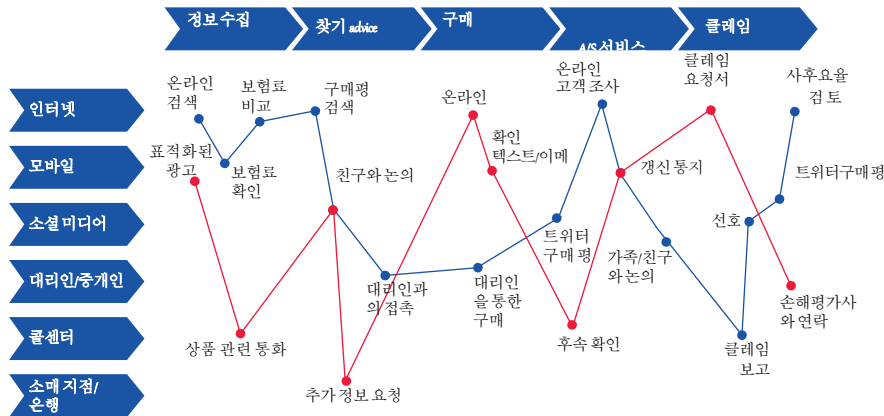 정보수집
찾기 advice
구매
A/S 서비스
클레임
인터넷
모바일
소셜미디어
대리인/중개인
콜센터
소매지점/
은행
온라인
검색
보험료
비교
구매평
검색
표적화된
광고
보험료
확인
친구와 논의
상품 관련 통화
추가 정보 요청
대리인과
의 접촉
온라인
확인
텍스트/이메
대리인
을 통한
구매
온라인
고객 조사
트위터
구매 평
후속 확인
갱신 통지
가족/친구
와 논의
클레임
요청서
선호
클레임
보고
사후요율
검 토
트위터구매 평
손해평가사
와 연락